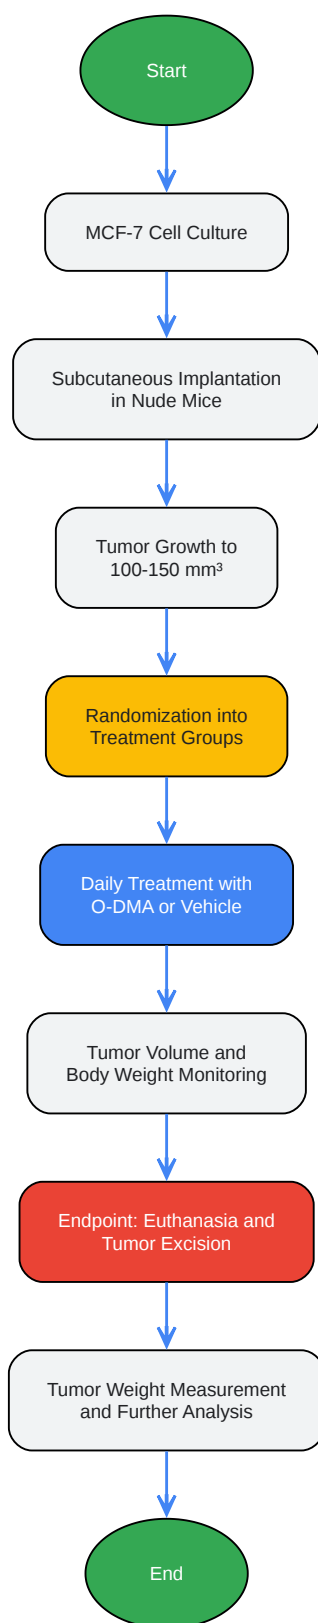 Start
MCF-7 Cell Culture
Subcutaneous Implantation
in Nude Mice
Tumor Growth to
100-150 mm³
Randomization into
Treatment Groups
Daily Treatment with
O-DMA or Vehicle
Tumor Volume and
Body Weight Monitoring
Endpoint: Euthanasia and
Tumor Excision
Tumor Weight Measurement
and Further Analysis
End